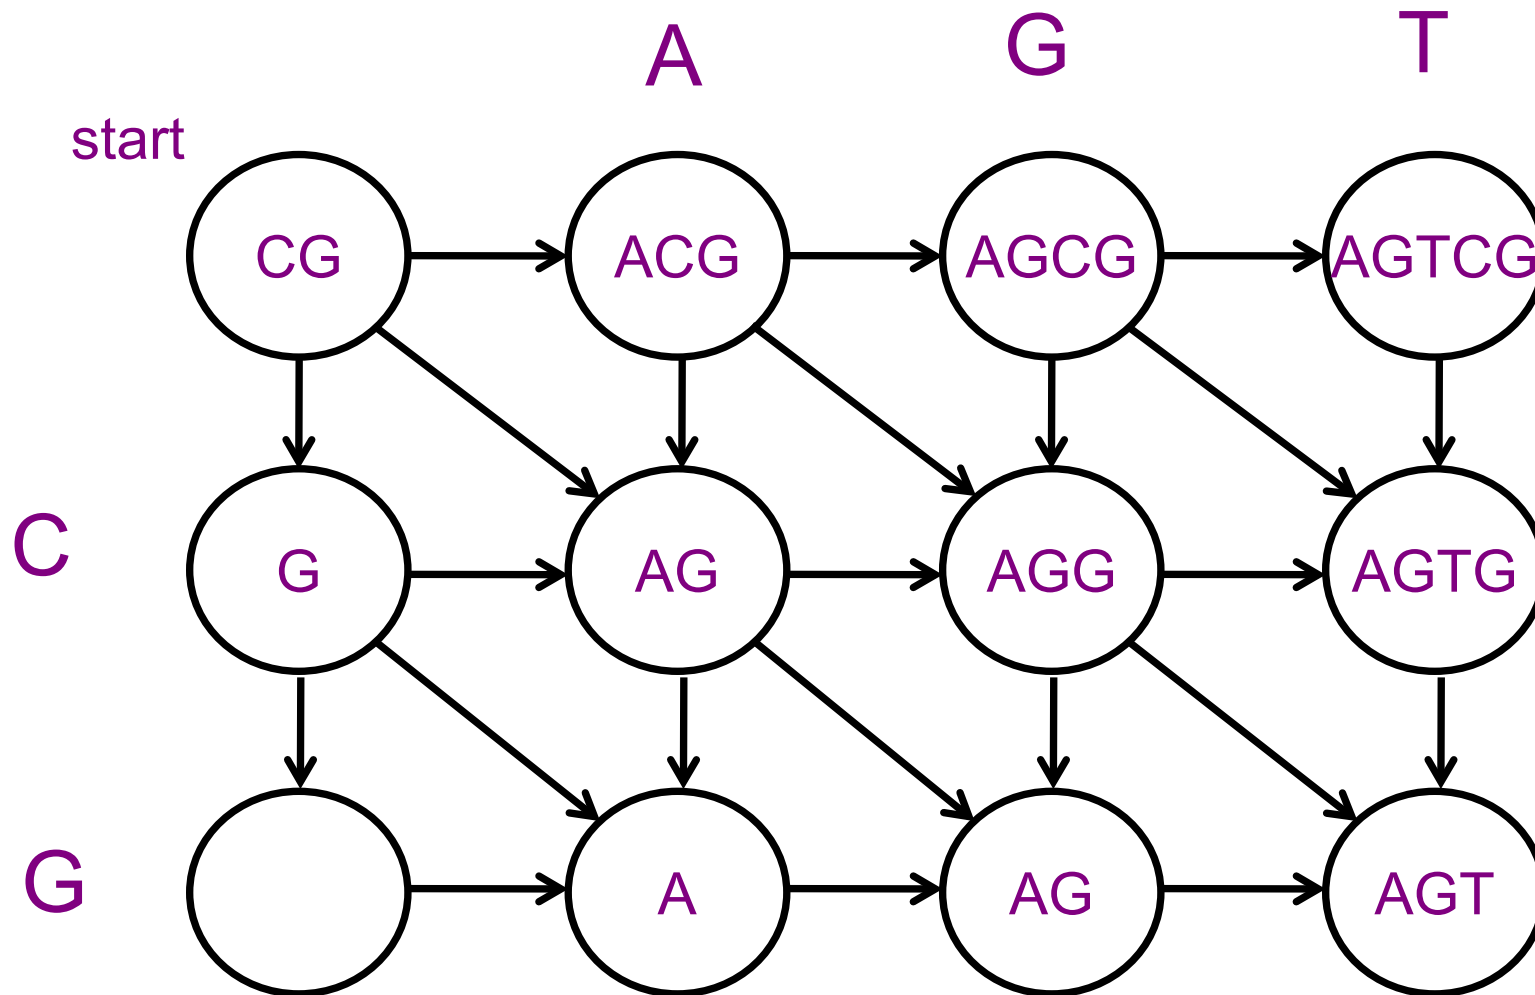 A G T
start
CG ACG AGCG AGTCG
C G AG AGG AGTG
G A AG AGT